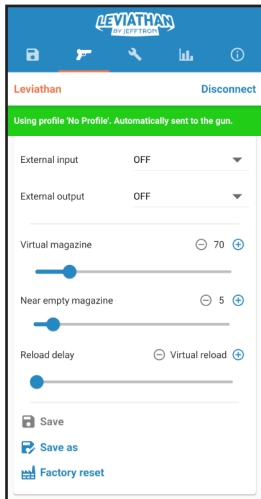 LEVIATHAN
BY JEFFTRON
Leviathan Disconnect
Using profile 'No Profile'. Automatically sent to the gun.
External input OFF
External output OFF
Virtual magazine 70
Near empty magazine 5
Reload delay Virtual reload
Save
Save as
Factory reset